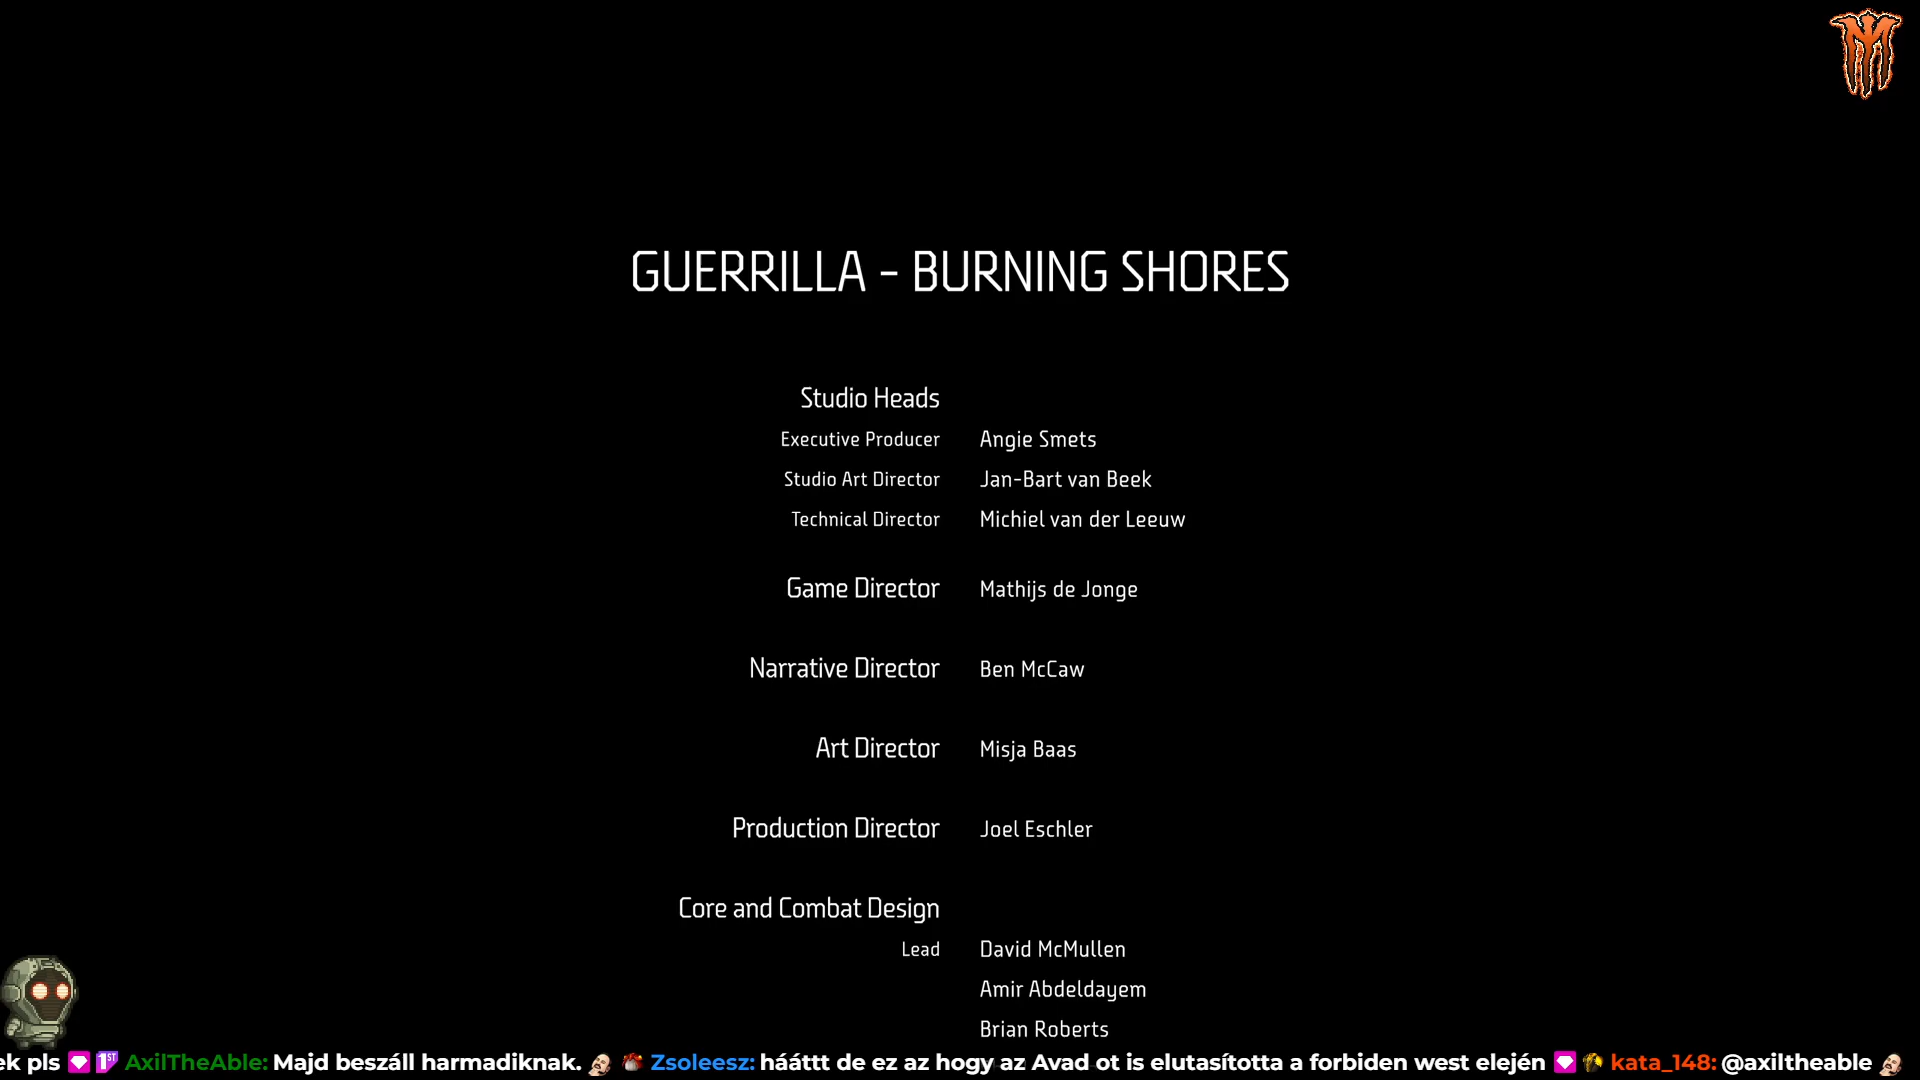 GUERRILLA - BURNING SHORES
Studio Heads
Executive Producer Angie Smets
Studio Art Director Jan-Bart van Beek
Technical Director Michiel van der Leeuw
Game Director Mathijs de Jonge
Narrative Director Ben McCaw
Art Director Misja Baas
Production Director Joel Eschler
Core and Combat Design
Lead David McMullen
Amir Abdeldayem
Brian Roberts
ek pls 1ST AxilTheAble: Majd beszáll harmadiknak. Zsoleesz: hááttt de ez az hogy az Avad ot is elutasította a forbiden west elején kata_148: @axiltheable